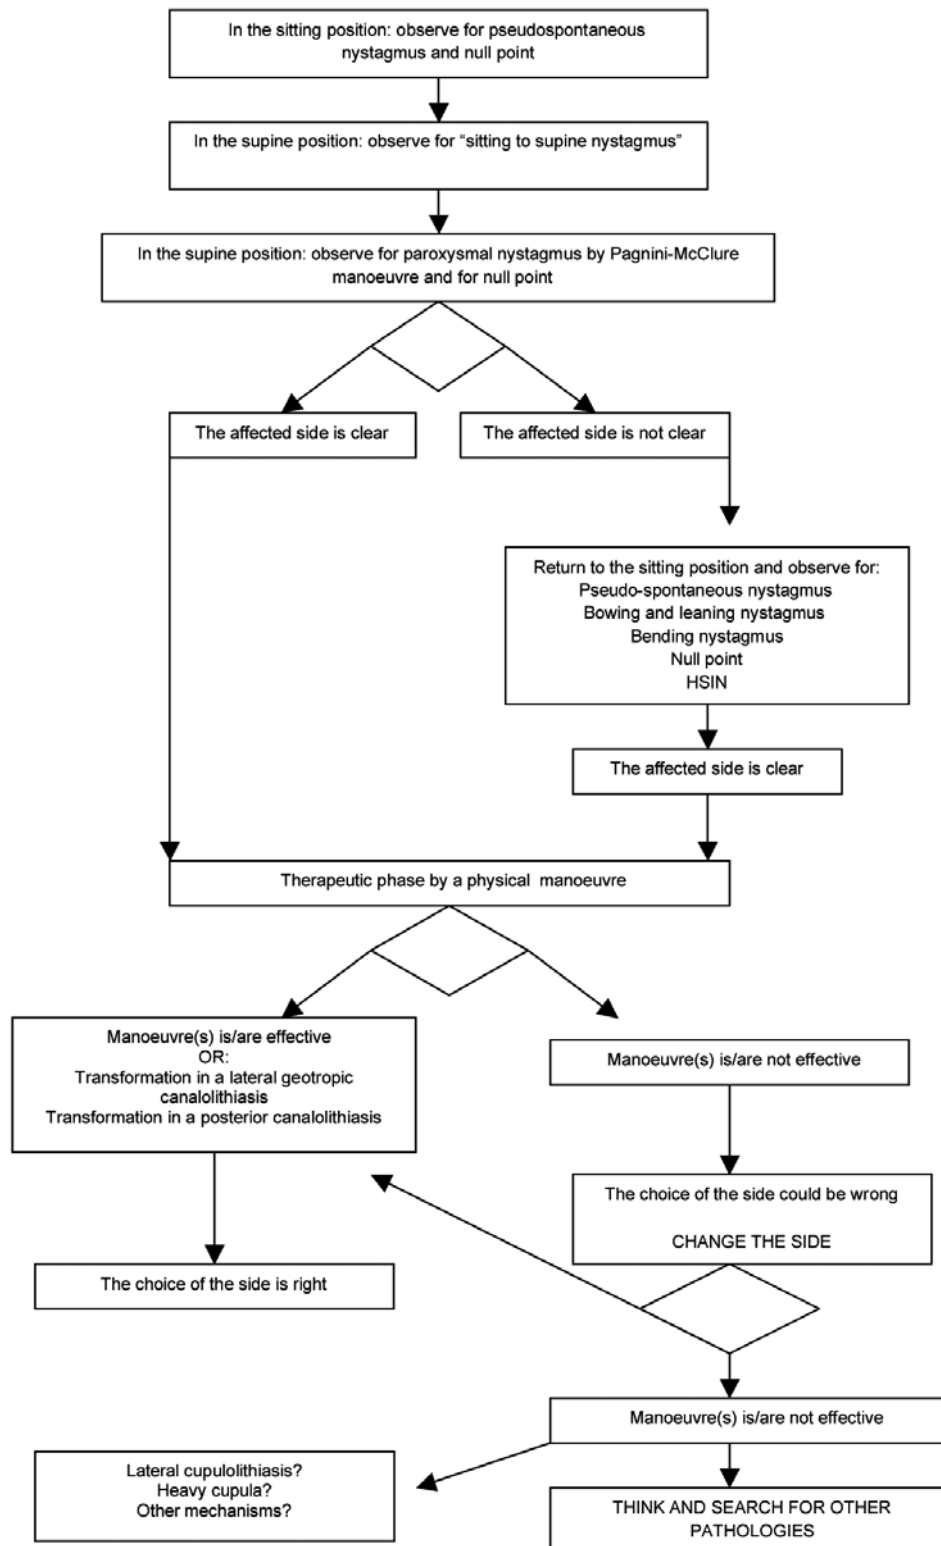 In the sitting position: observe for pseudospontaneous
nystagmus and null point
In the supine position: observe for “sitting to supine nystagmus”
In the supine position: observe for paroxysmal nystagmus by Pagnini-McClure
manoeuvre and for null point
The affected side is clear
The affected side is not clear
Return to the sitting position and observe for:
Pseudo-spontaneous nystagmus
Bowing and leaning nystagmus
Bending nystagmus
Null point
HSIN
The affected side is clear
Therapeutic phase by a physical manoeuvre
Manoeuvre(s) is/are effective
OR:
Transformation in a lateral geotropic
canalolithiasis
Transformation in a posterior canalolithiasis
Manoeuvre(s) is/are not effective
The choice of the side could be wrong
CHANGE THE SIDE
The choice of the side is right
Manoeuvre(s) is/are not effective
Lateral cupulolithiasis?
Heavy cupula?
Other mechanisms?
THINK AND SEARCH FOR OTHER
PATHOLOGIES